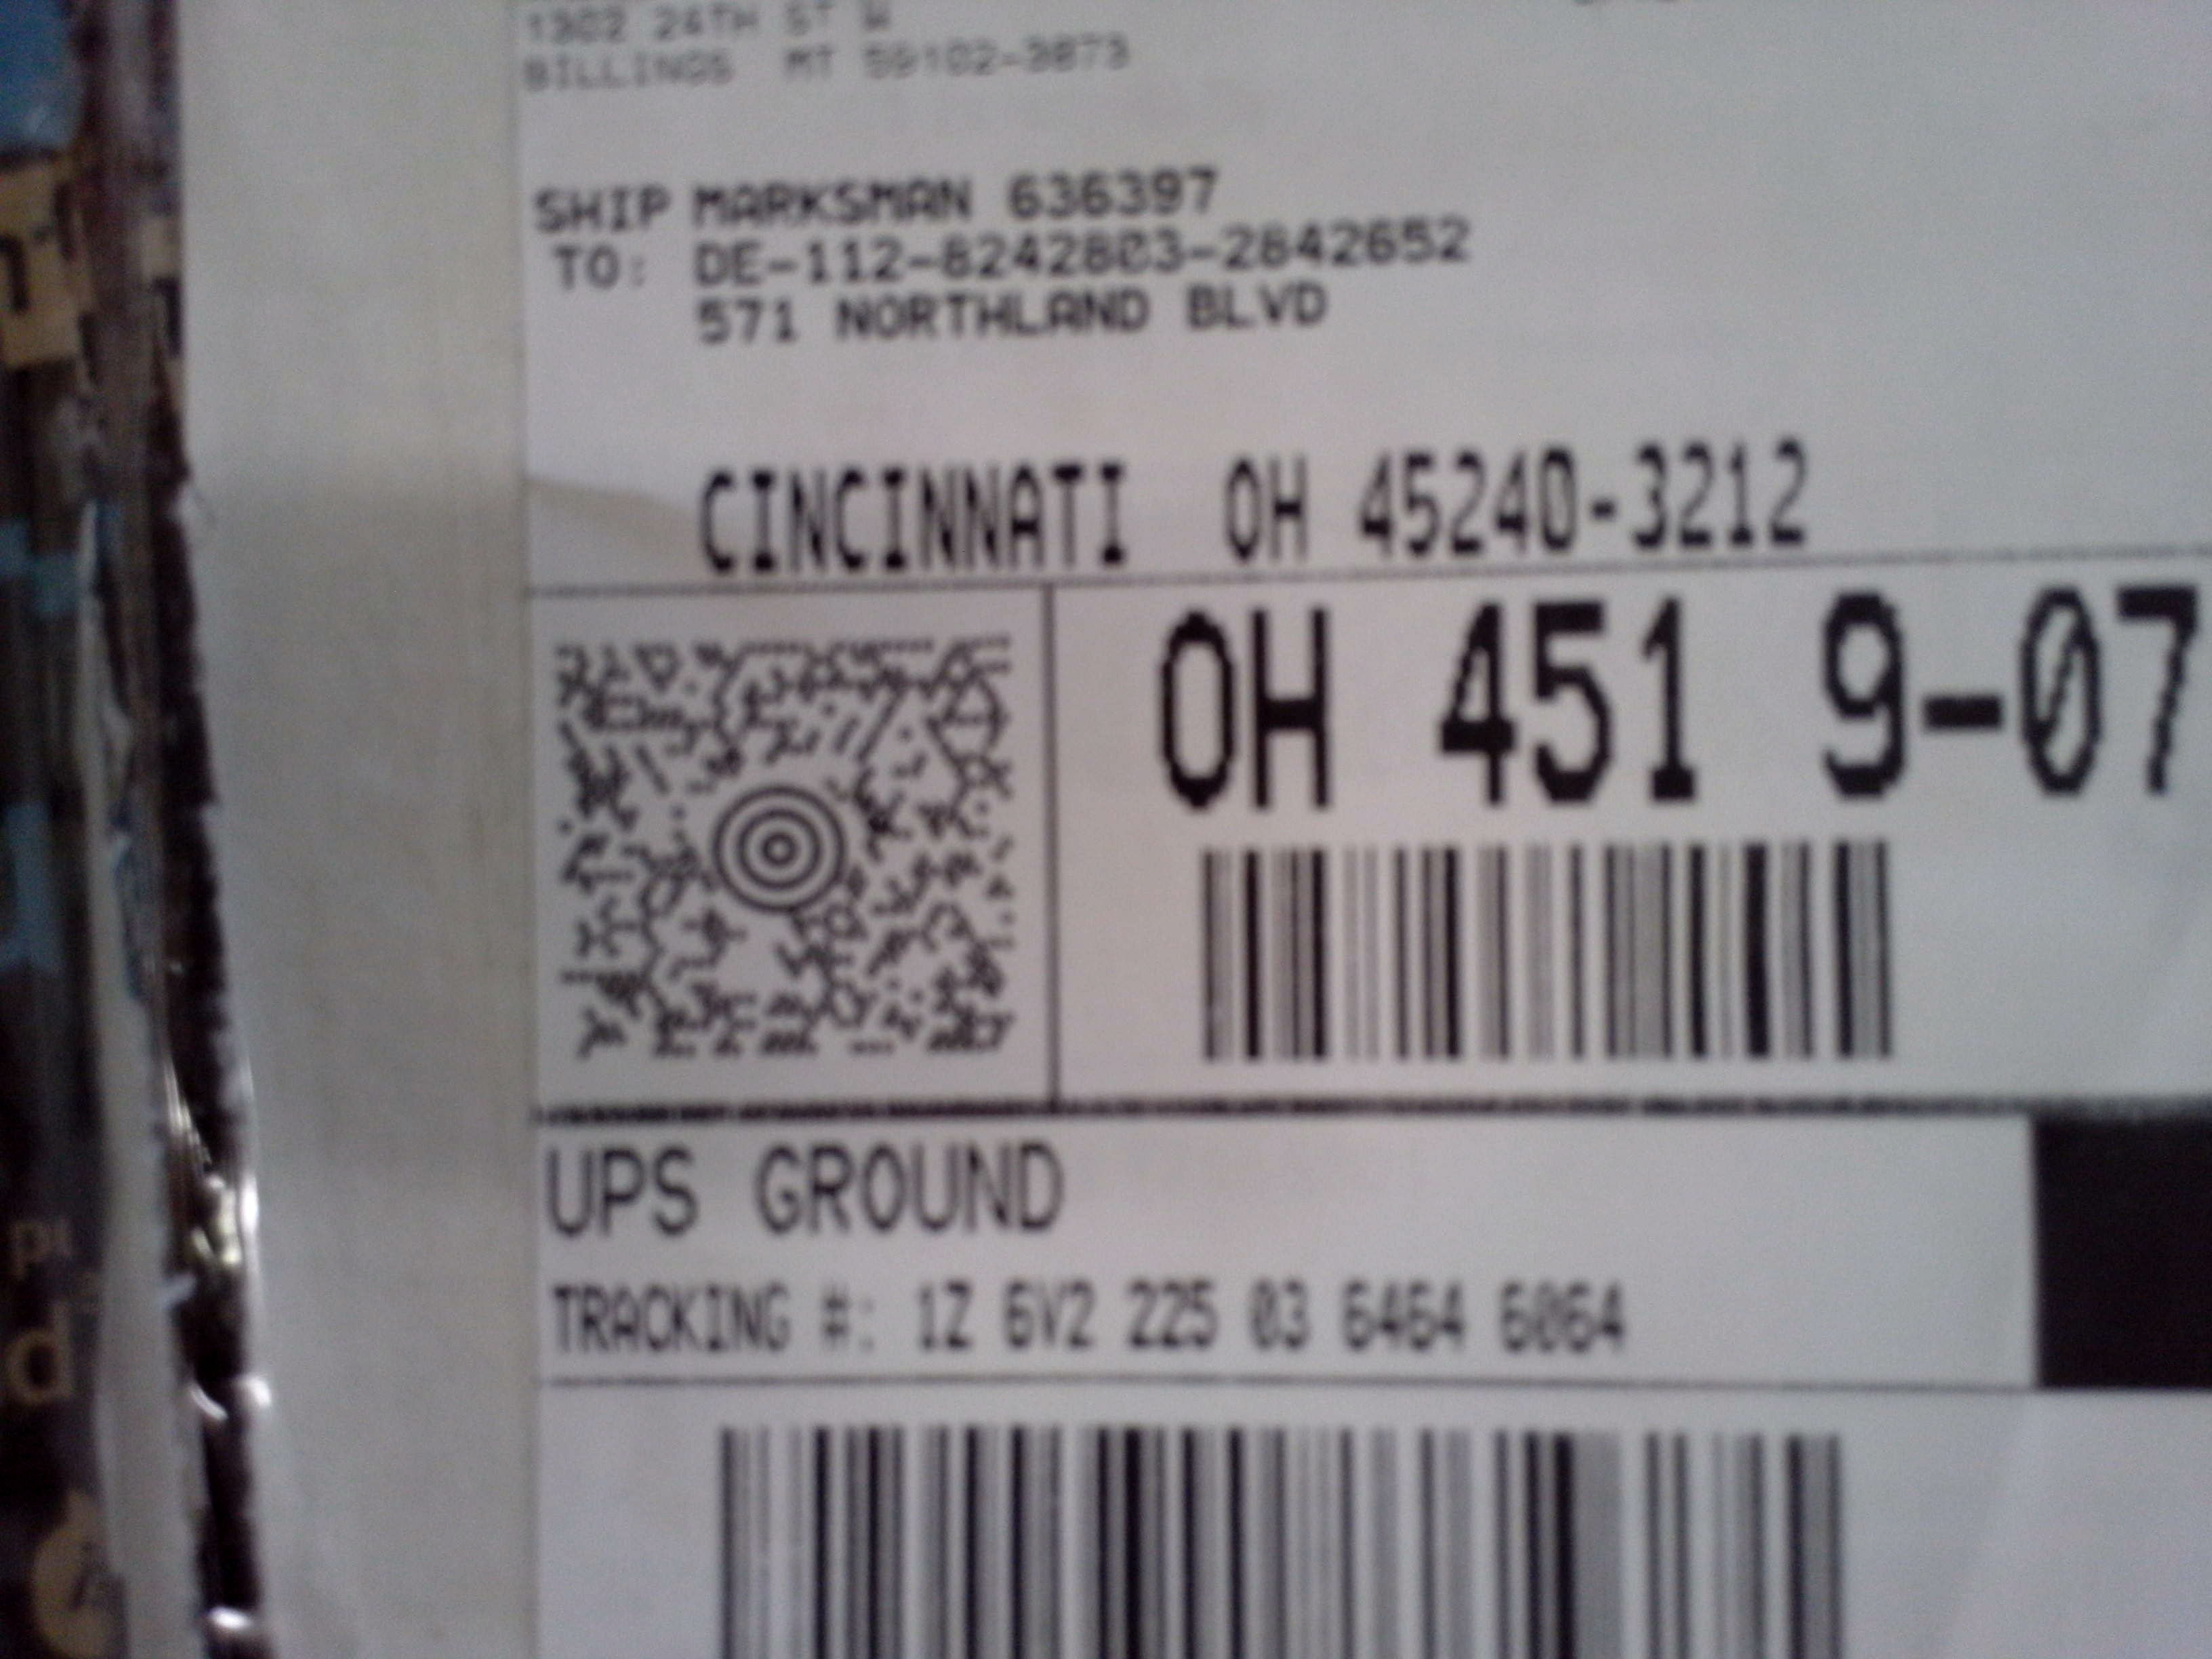 1302 24TH ST W
BILLINGS MT 59102-3873
SHIP MARKSMAN 636397
TO: DE-112-8242803-2842652
571 NORTHLAND BLVD
CINCINNATI OH 45240-3212
OH 451 9-07
UPS GROUND
TRACKING #: 1Z 6V2 225 03 6464 6064